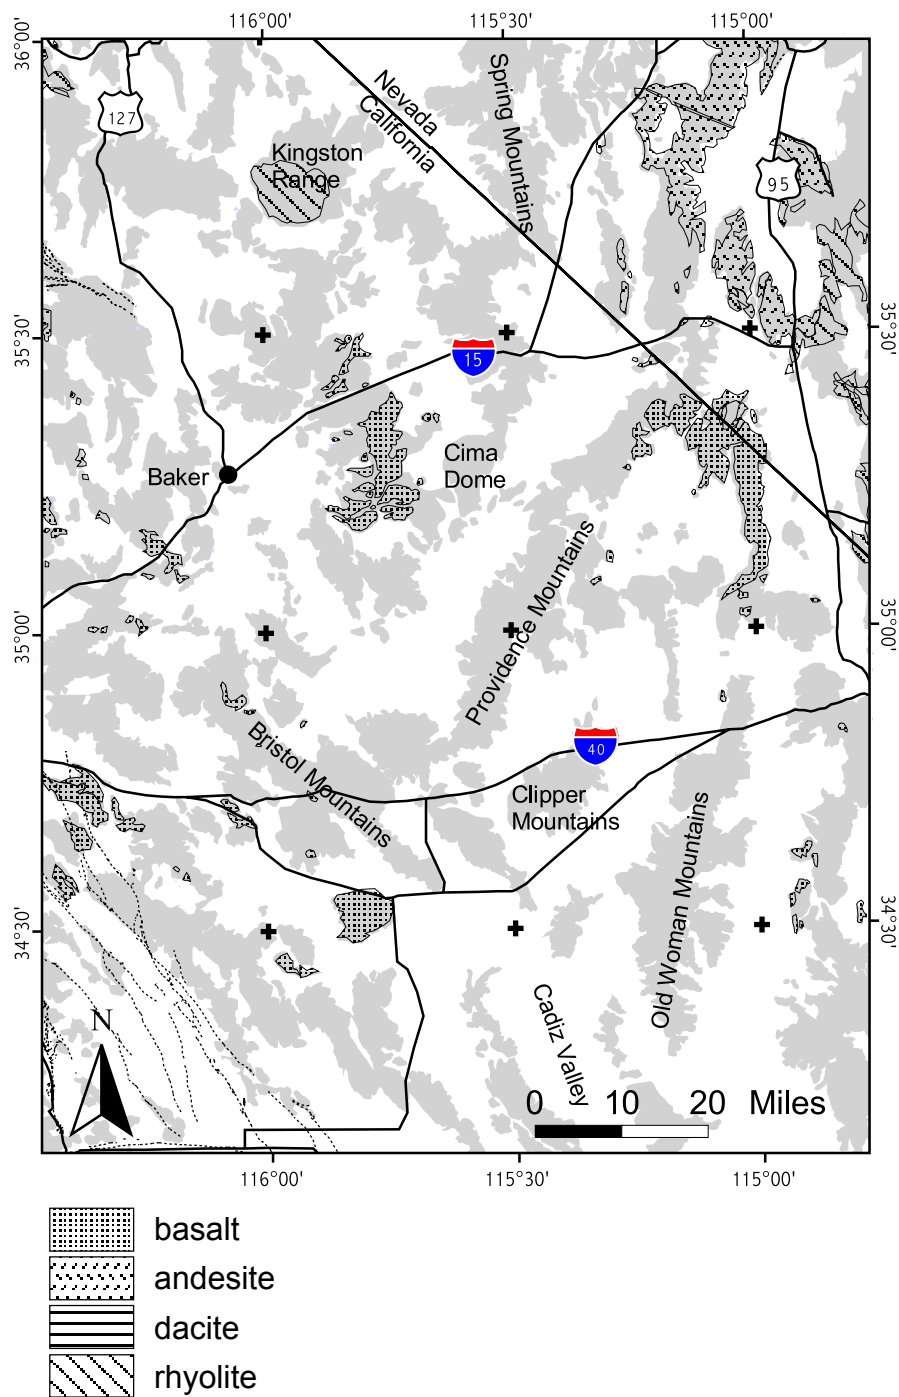 116°00'
115°30'
115°00'
36°00'
Nevada
California
Spring Mountains
127
Kingston
Range
95
35°30'
35°30'
15
Cima
Dome
Baker
Providence Mountains
35°00'
35°00'
Bristol Mountains
40
Clipper
Mountains
Old Woman Mountains
34°30'
34°30'
Cadiz Valley
N
0 10 20 Miles
116°00'
115°30'
115°00'
basalt
andesite
dacite
rhyolite